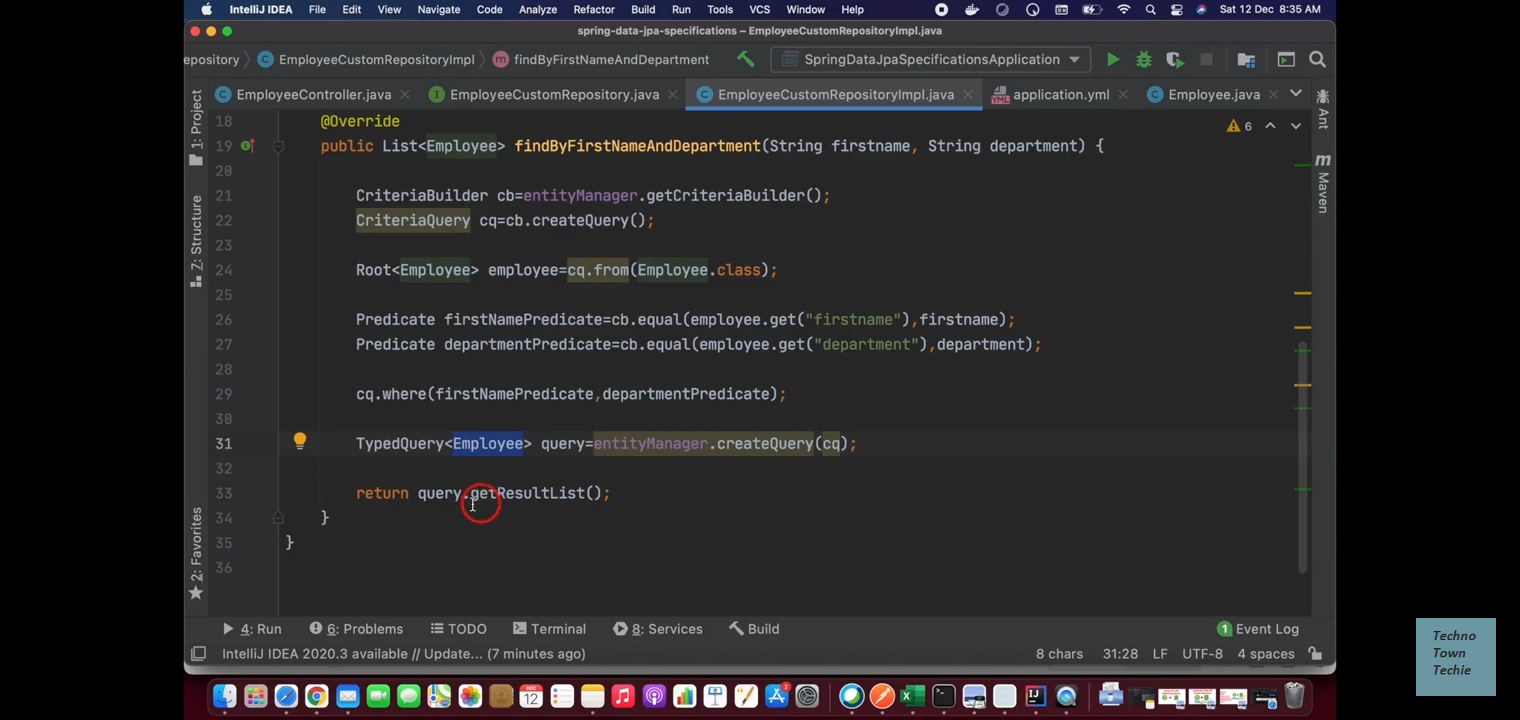 IntelliJ IDEA File Edit View Navigate Code Analyze Refactor Build Run Tools VCS Window Help Sat 12 Dec 8:35 AM
spring-data-jpa-specifications – EmployeeCustomRepositoryImpl.java
epository EmployeeCustomRepositoryImpl findByFirstNameAndDepartment SpringDataJpaSpecificationsApplication
EmployeeController.java EmployeeCustomRepository.java EmployeeCustomRepositoryImpl.java application.yml Employee.java
1: Project
Z: Structure
2: Favorites
Ant
Maven
6
18 @Override
19 public List<Employee> findByFirstNameAndDepartment(String firstname, String department) {
20
21 CriteriaBuilder cb=entityManager.getCriteriaBuilder();
22 CriteriaQuery cq=cb.createQuery();
23
24 Root<Employee> employee=cq.from(Employee.class);
25
26 Predicate firstNamePredicate=cb.equal(employee.get("firstname"),firstname);
27 Predicate departmentPredicate=cb.equal(employee.get("department"),department);
28
29 cq.where(firstNamePredicate,departmentPredicate);
30
31 TypedQuery<Employee> query=entityManager.createQuery(cq);
32
33 return query.getResultList();
34 }
35 }
36
4: Run 6: Problems TODO Terminal 8: Services Build 1 Event Log
IntelliJ IDEA 2020.3 available // Update... (7 minutes ago) 8 chars 31:28 LF UTF-8 4 spaces
Techno
Town
Techie